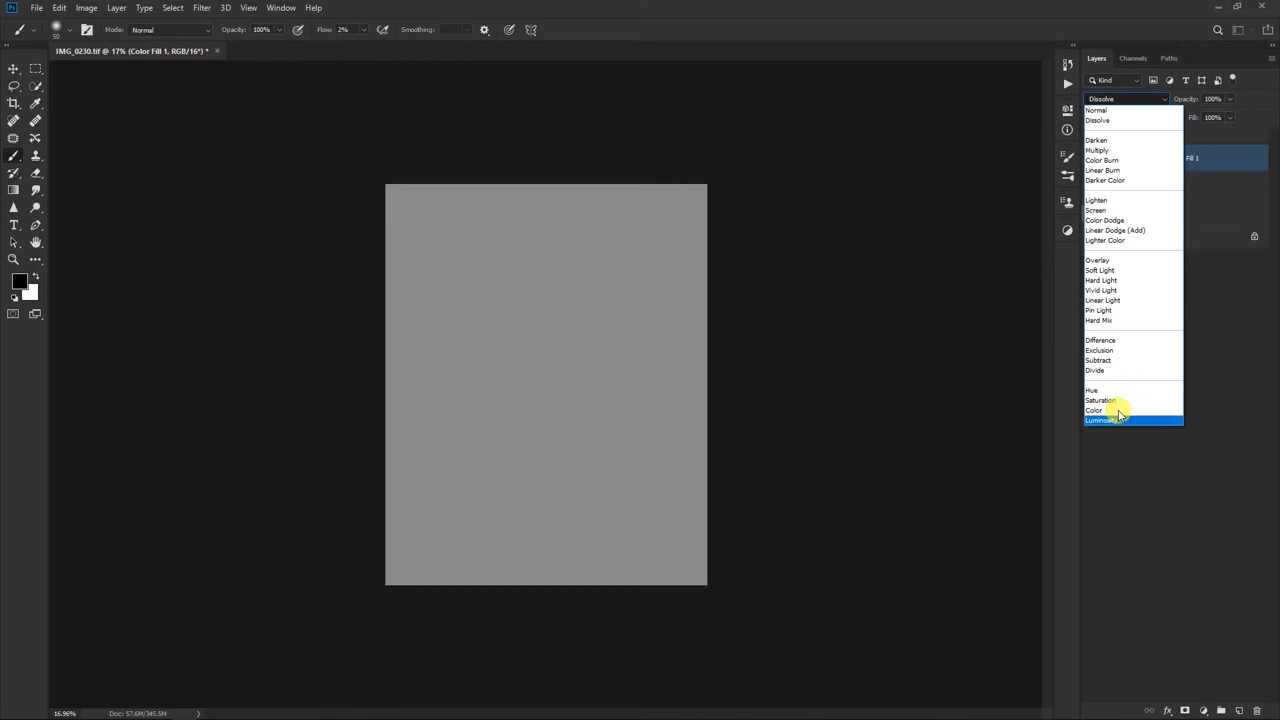 Ps File Edit Image Layer Type Select Filter 3D View Window Help
50 Mode: Normal Opacity: 100% Flow: 2% Smoothing:
IMG_0230.tif @ 17% (Color Fill 1, RGB/16*) * ×
Layers Channels Paths
Kind
Dissolve Opacity: 100%
Normal
Fill: 100%
Dissolve
Darken
Multiply
Fill 1
Color Burn
Linear Burn
Darker Color
Lighten
Screen
Color Dodge
Linear Dodge (Add)
Lighter Color
Overlay
Soft Light
Hard Light
Vivid Light
Linear Light
Pin Light
Hard Mix
Difference
Exclusion
Subtract
Divide
Hue
Saturation
Color
Luminosity
16.96% Doc: 57.6M/345.5M